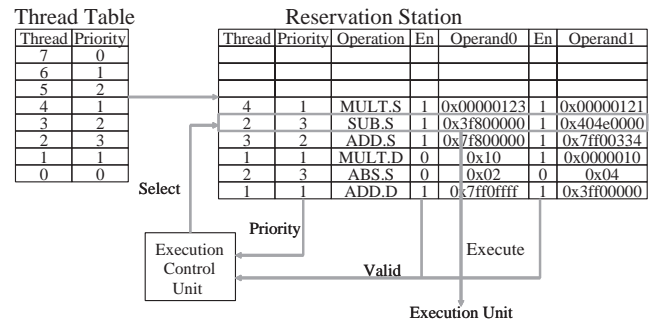 Thread Table
Reservation Station
Thread Priority
7 0
6 1
5 2
4 1
3 2
2 3
1 1
0 0
Thread Priority Operation En Operand0 En Operand1
4 1 MULT.S 1 0x00000123 1 0x00000121
2 3 SUB.S 1 0x3f800000 1 0x404e0000
3 2 ADD.S 1 0x7f800000 1 0x7ff00334
1 1 MULT.D 0 0x10 1 0x0000010
2 3 ABS.S 0 0x02 0 0x04
1 1 ADD.D 1 0x7ff0ffff 1 0x3ff00000
Select
Priority
Execution
Control
Unit
Valid
Execute
Execution Unit